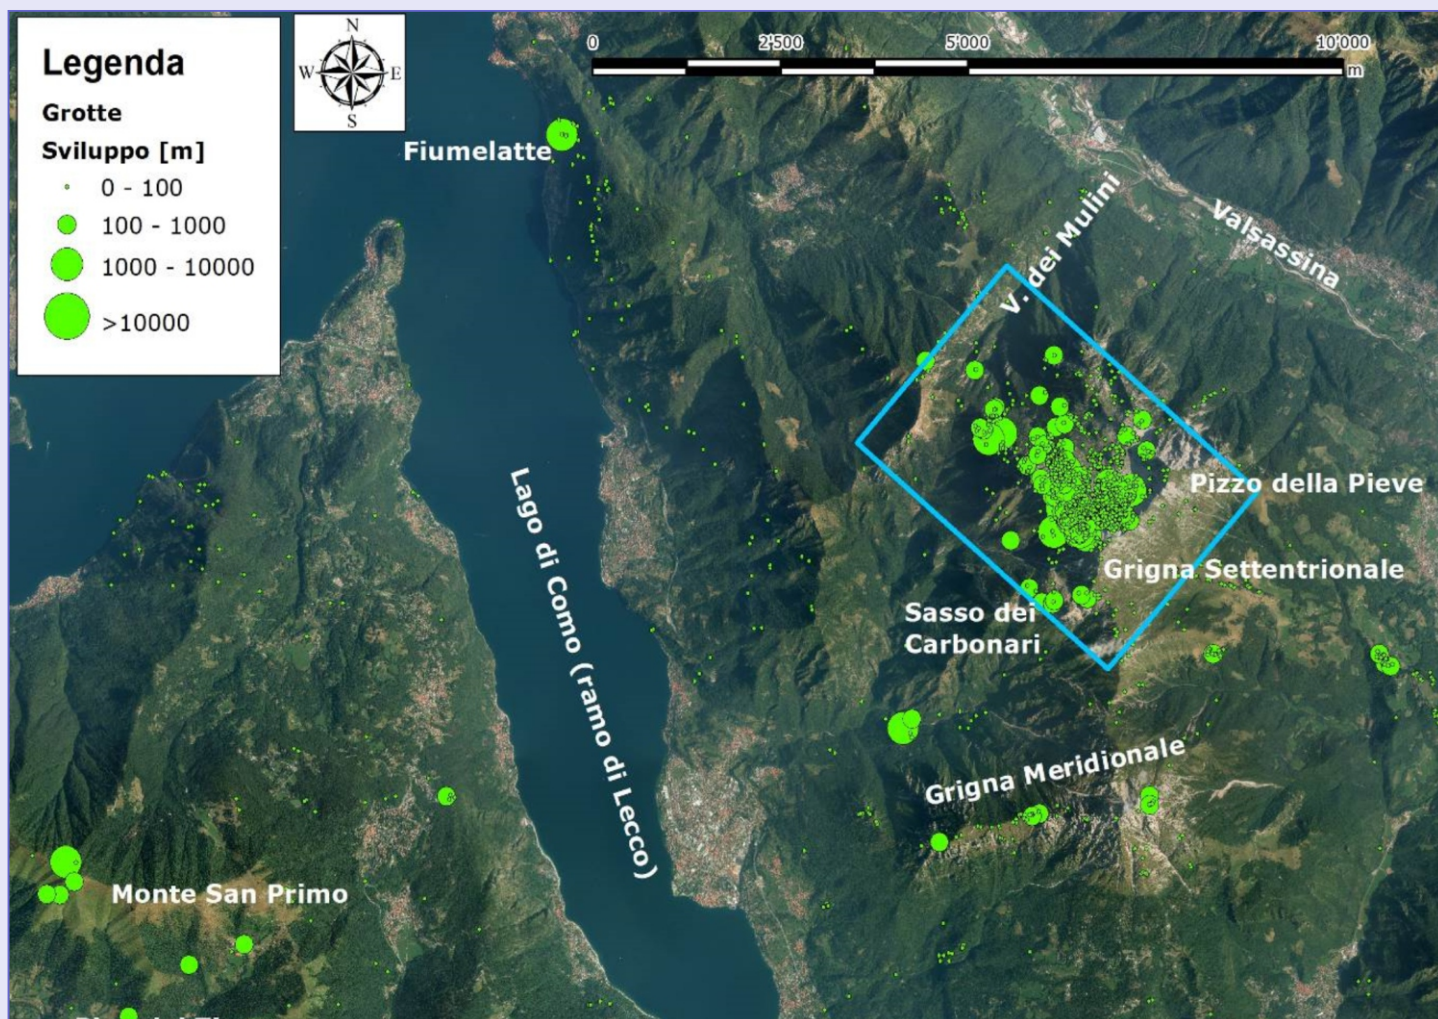 Legenda
Grotte
Sviluppo [m]
0 - 100
100 - 1000
1000 - 10000
>10000
N
W E
S
0 2'500 5'000 10'000
m
Fiumelatte
V. dei Mulini
Valsassina
Pizzo della Pieve
Lago di Como (ramo di Lecco)
Grigna Settentrionale
Sasso dei
Carbonari
Grigna Meridionale
Monte San Primo